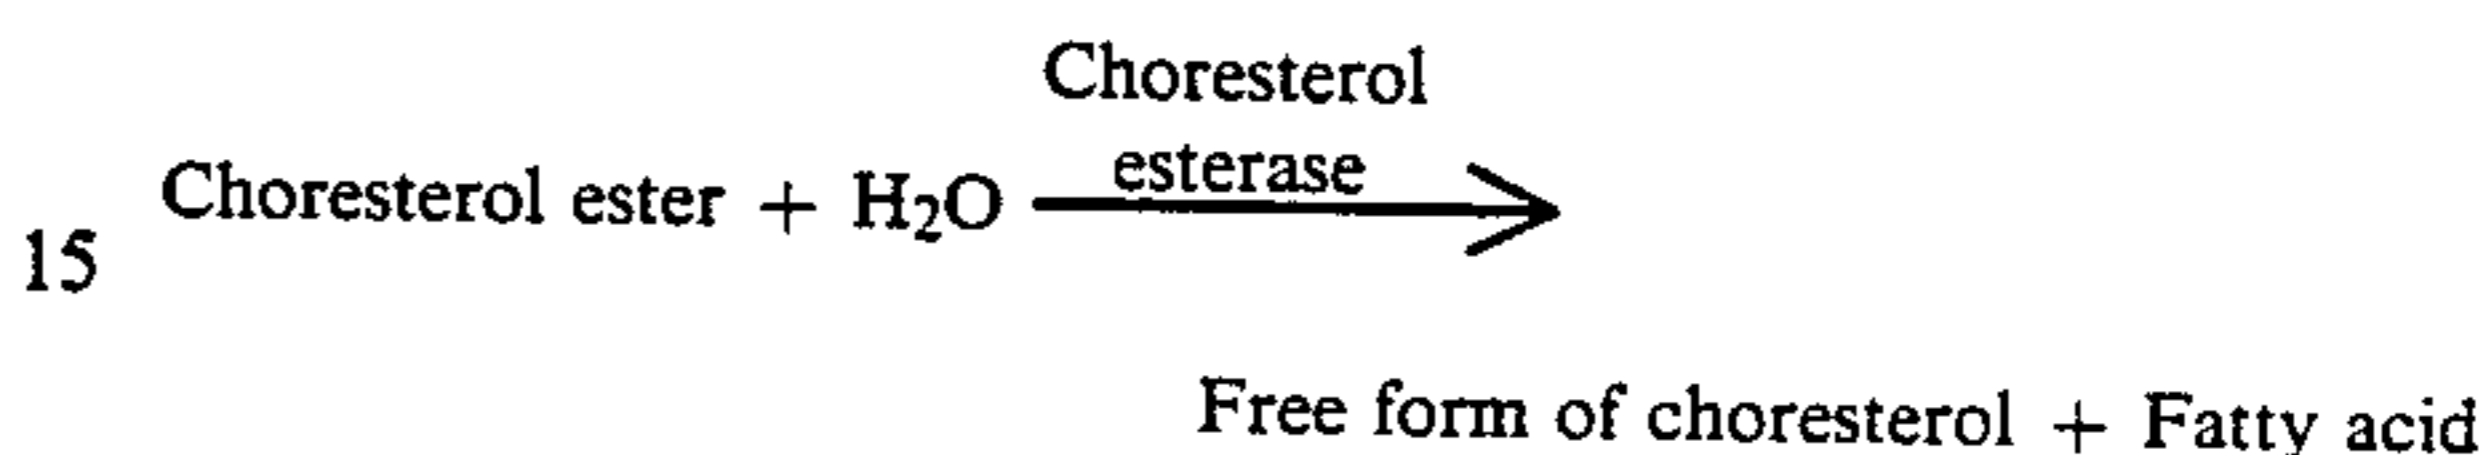 Choresterol
esterase
15 Choresterol ester + H₂O ⟶
Free form of choresterol + Fatty acid